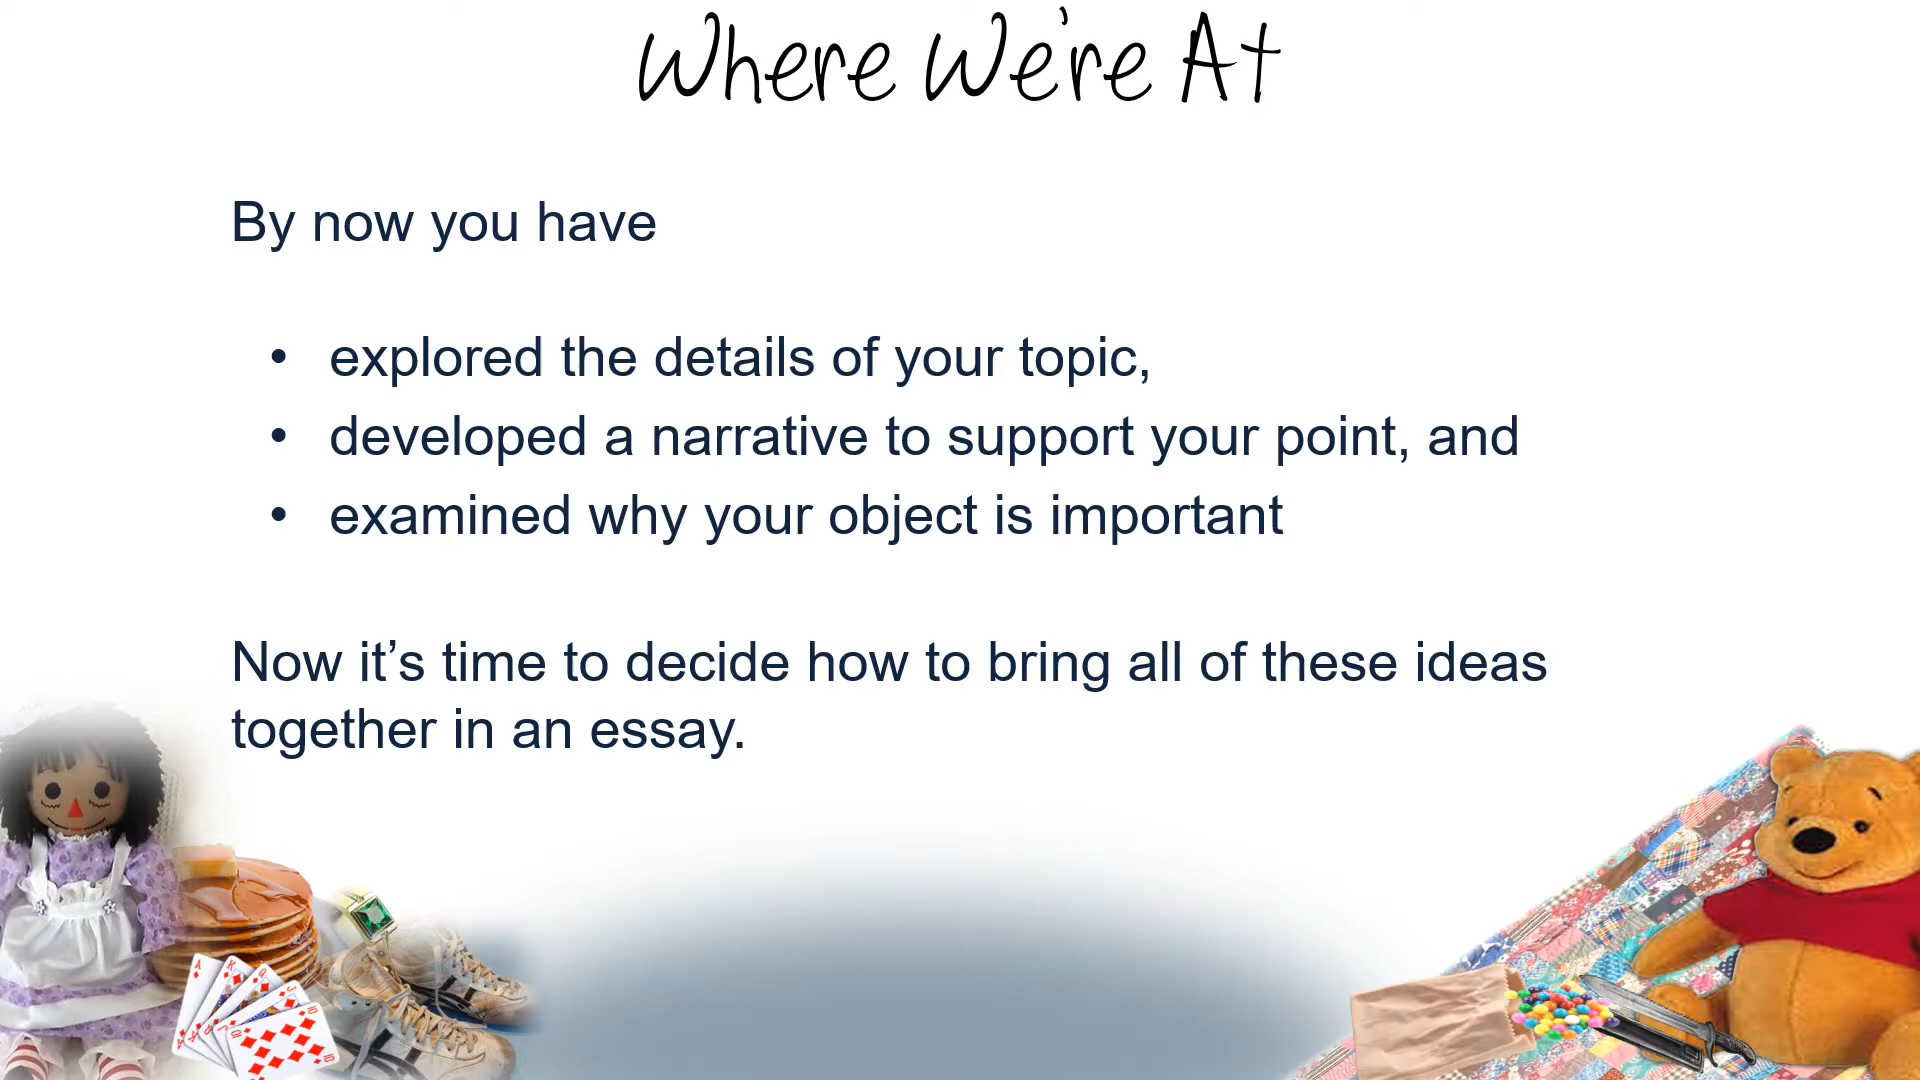 Where We're At
By now you have
• explored the details of your topic,
• developed a narrative to support your point, and
• examined why your object is important
Now it’s time to decide how to bring all of these ideas
together in an essay.
A K Q J 10